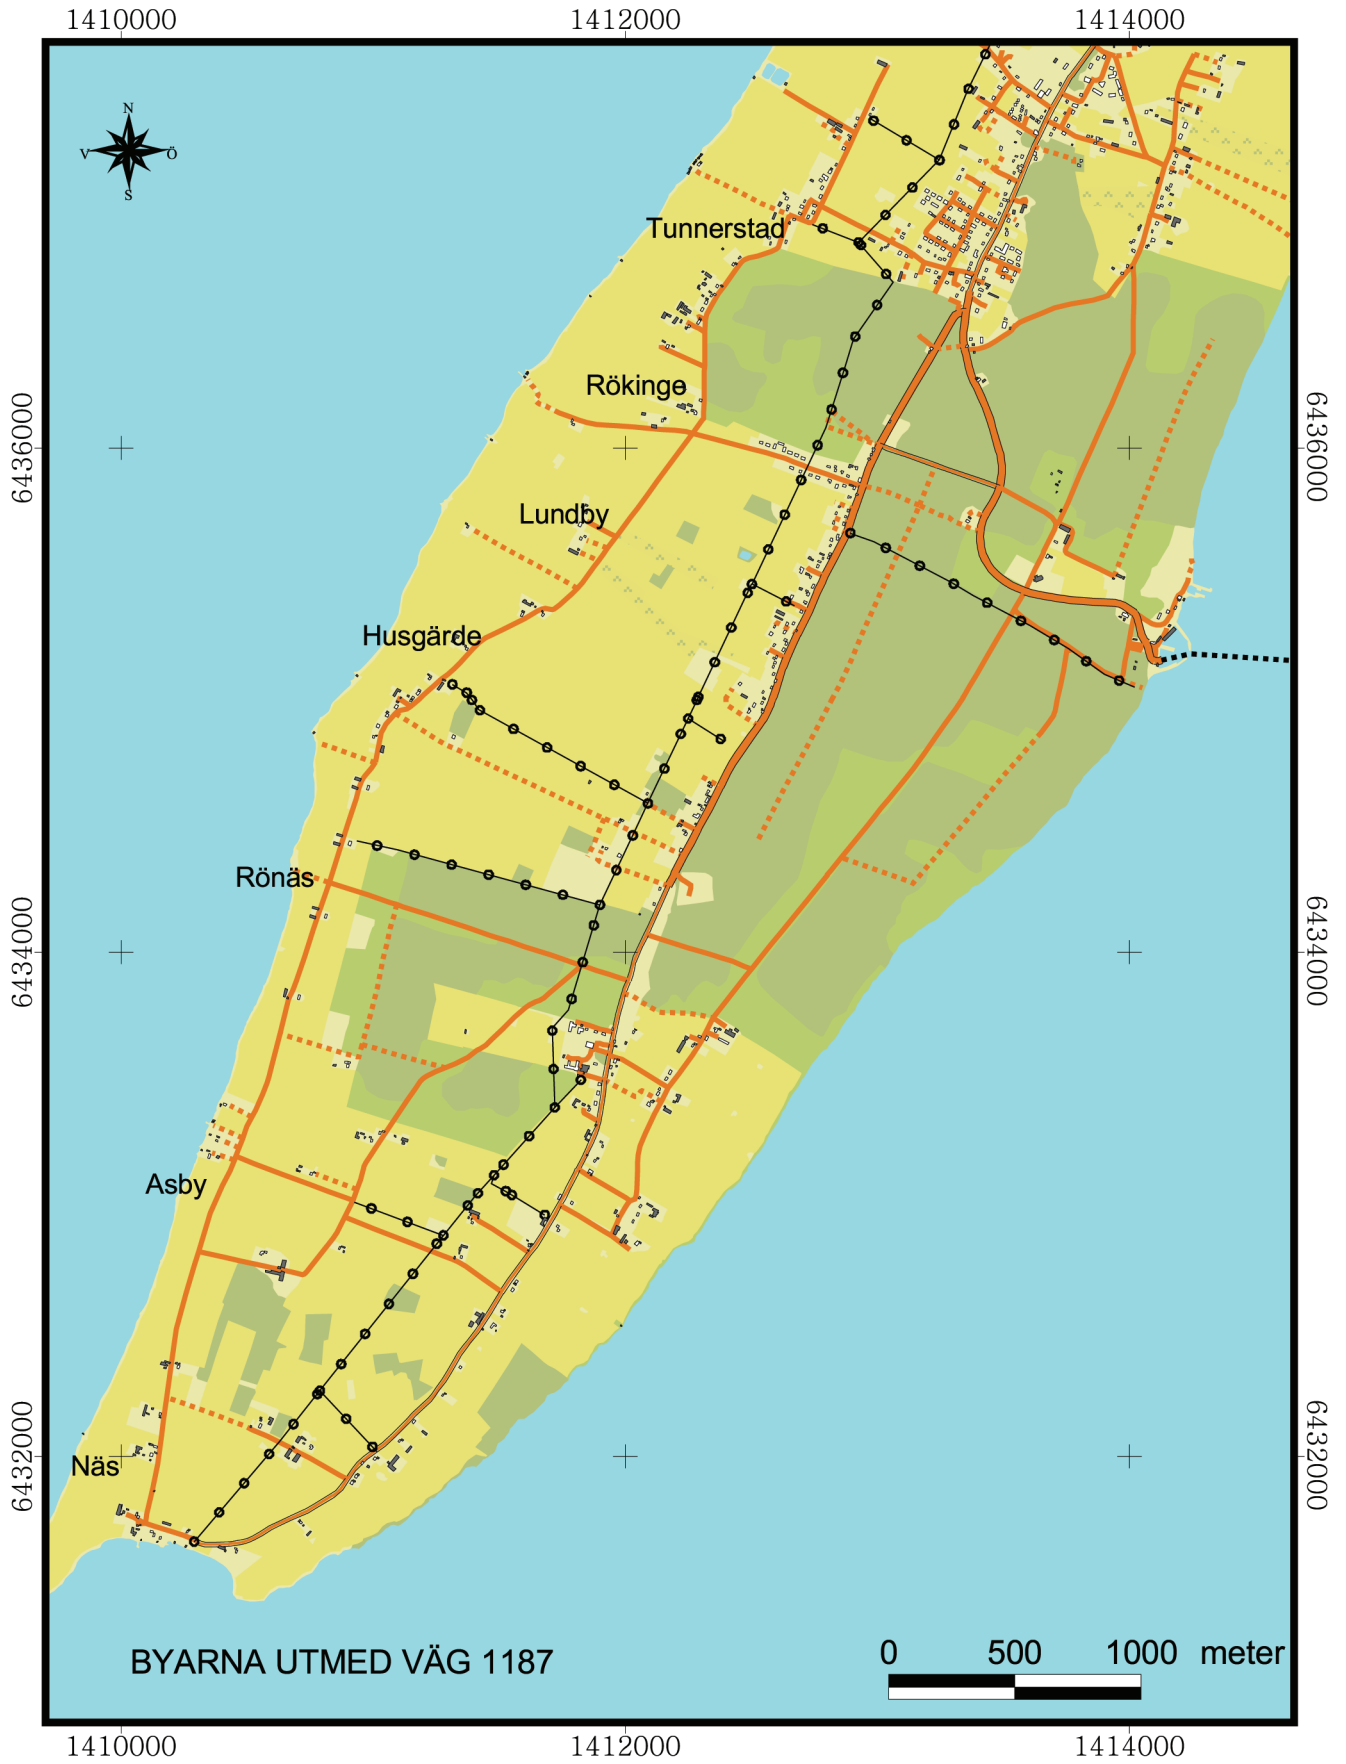 1410000 1412000 1414000
N
V Ö
S
Tunnerstad
Rökinge
6436000 6436000
Lundby
Husgärde
Rönäs
6434000 6434000
Asby
6432000 6432000
Näs
BYARNA UTMED VÄG 1187
0 500 1000 meter
1410000 1412000 1414000